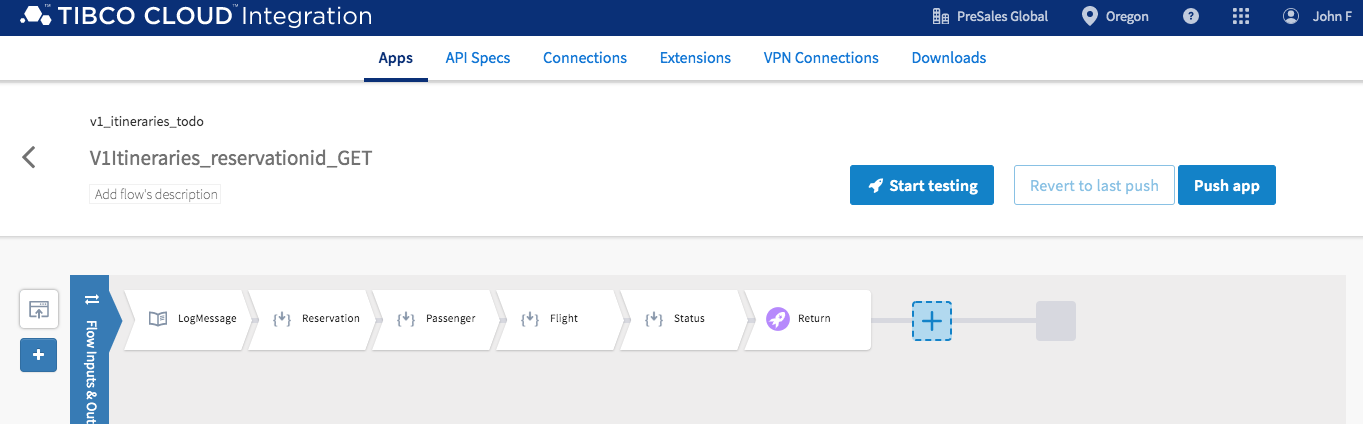 TIBCO CLOUD™ Integration PreSales Global Oregon ? John F
Apps API Specs Connections Extensions VPN Connections Downloads
v1_itineraries_todo
V1Itineraries_reservationid_GET
Add flow's description
Start testing Revert to last push Push app
LogMessage Reservation Passenger Flight Status Return
Flow Inputs & Out